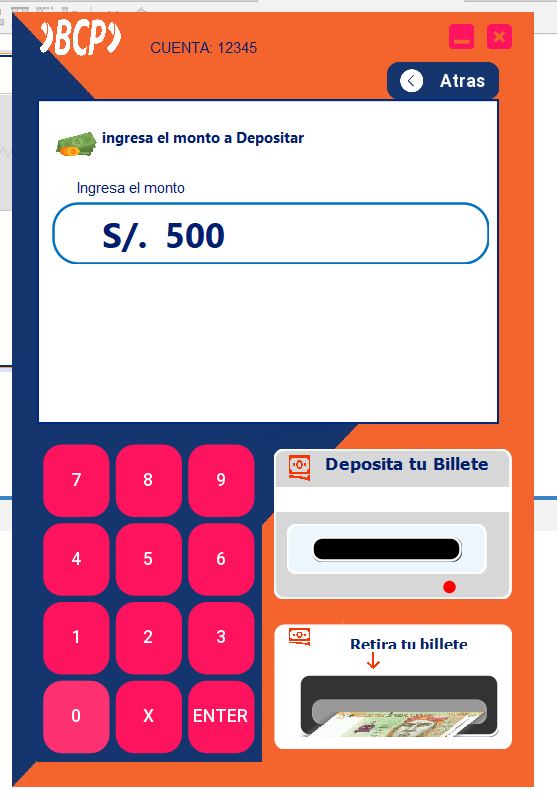 BCP
CUENTA: 12345
Atras
ingresa el monto a Depositar
Ingresa el monto
S/. 500
7 8 9
Deposita tu Billete
4 5 6
1 2 3
Retira tu billete
0 X ENTER